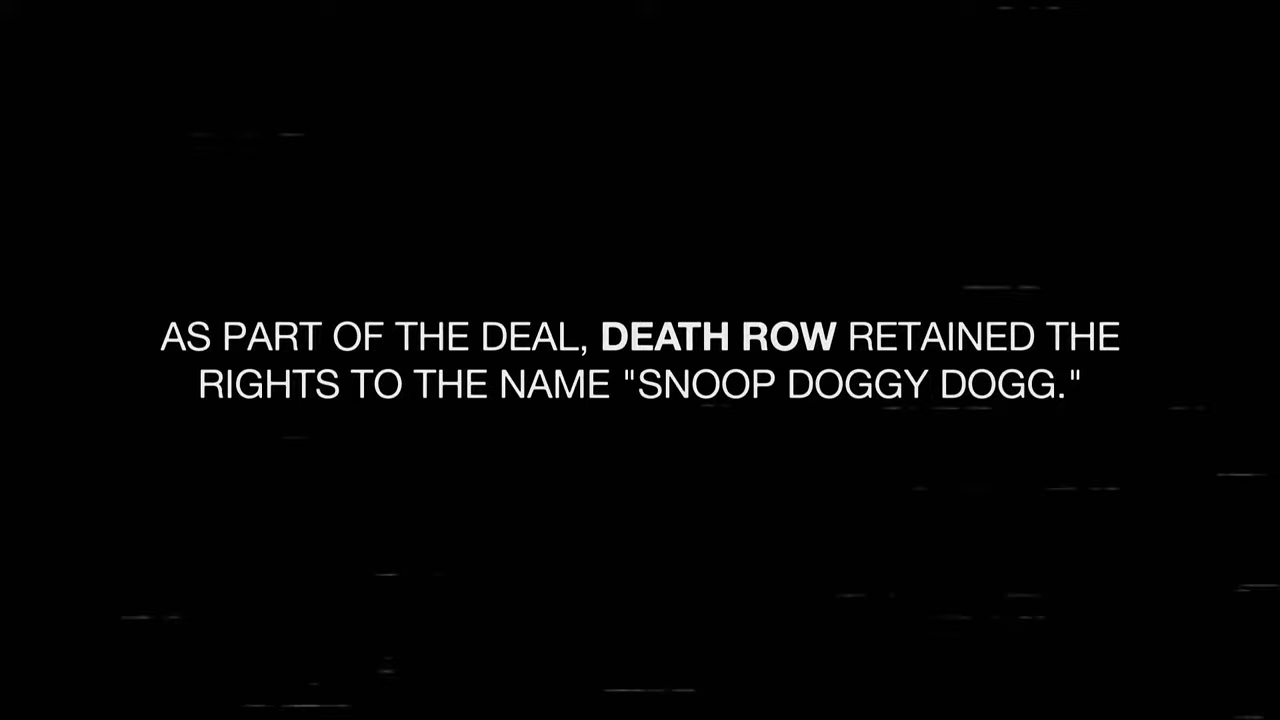 AS PART OF THE DEAL, DEATH ROW RETAINED THE
RIGHTS TO THE NAME "SNOOP DOGGY DOGG."